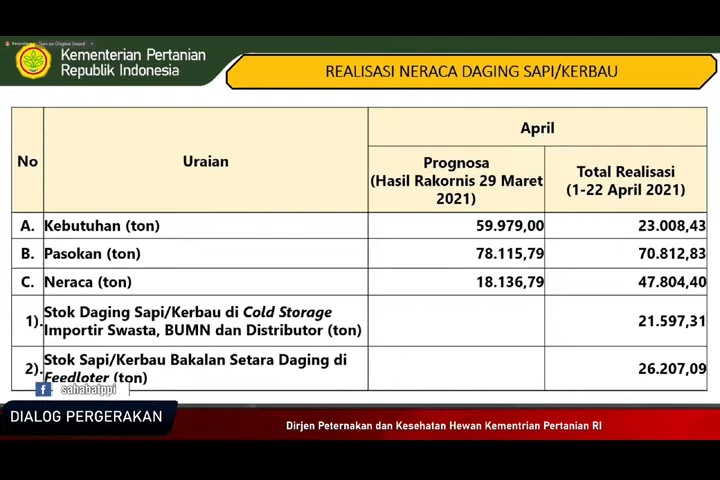 Kementerian Pertanian
Republik Indonesia
REALISASI NERACA DAGING SAPI/KERBAU
No
Uraian
April
Prognosa
(Hasil Rakornis 29 Maret
2021)
Total Realisasi
(1-22 April 2021)
A. Kebutuhan (ton) 59.979,00 23.008,43
B. Pasokan (ton) 78.115,79 70.812,83
C. Neraca (ton) 18.136,79 47.804,40
1). Stok Daging Sapi/Kerbau di Cold Storage
Importir Swasta, BUMN dan Distributor (ton) 21.597,31
2). Stok Sapi/Kerbau Bakalan Setara Daging di
Feedloter (ton) 26.207,09
sahabatppi
DIALOG PERGERAKAN
Dirjen Peternakan dan Kesehatan Hewan Kementrian Pertanian RI